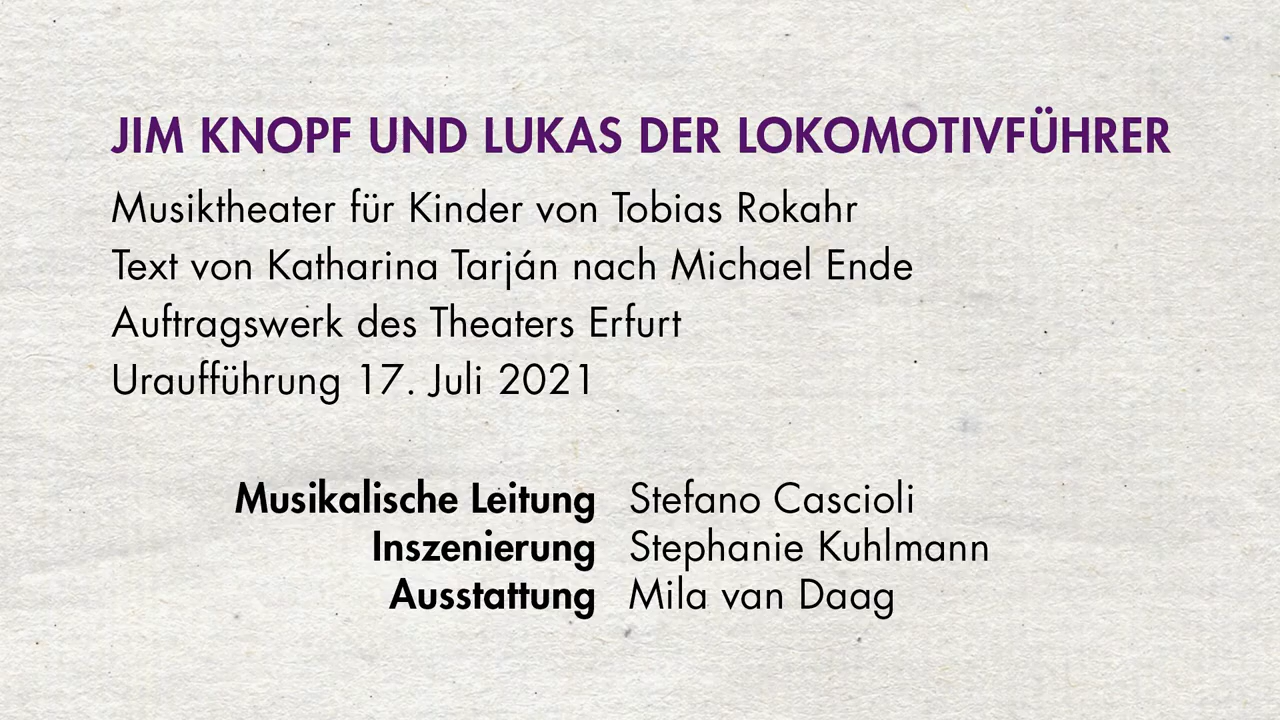 JIM KNOPF UND LUKAS DER LOKOMOTIVFÜHRER
Musiktheater für Kinder von Tobias Rokahr
Text von Katharina Tarján nach Michael Ende
Auftragswerk des Theaters Erfurt
Uraufführung 17. Juli 2021
Musikalische Leitung Stefano Cascioli
Inszenierung Stephanie Kuhlmann
Ausstattung Mila van Daag